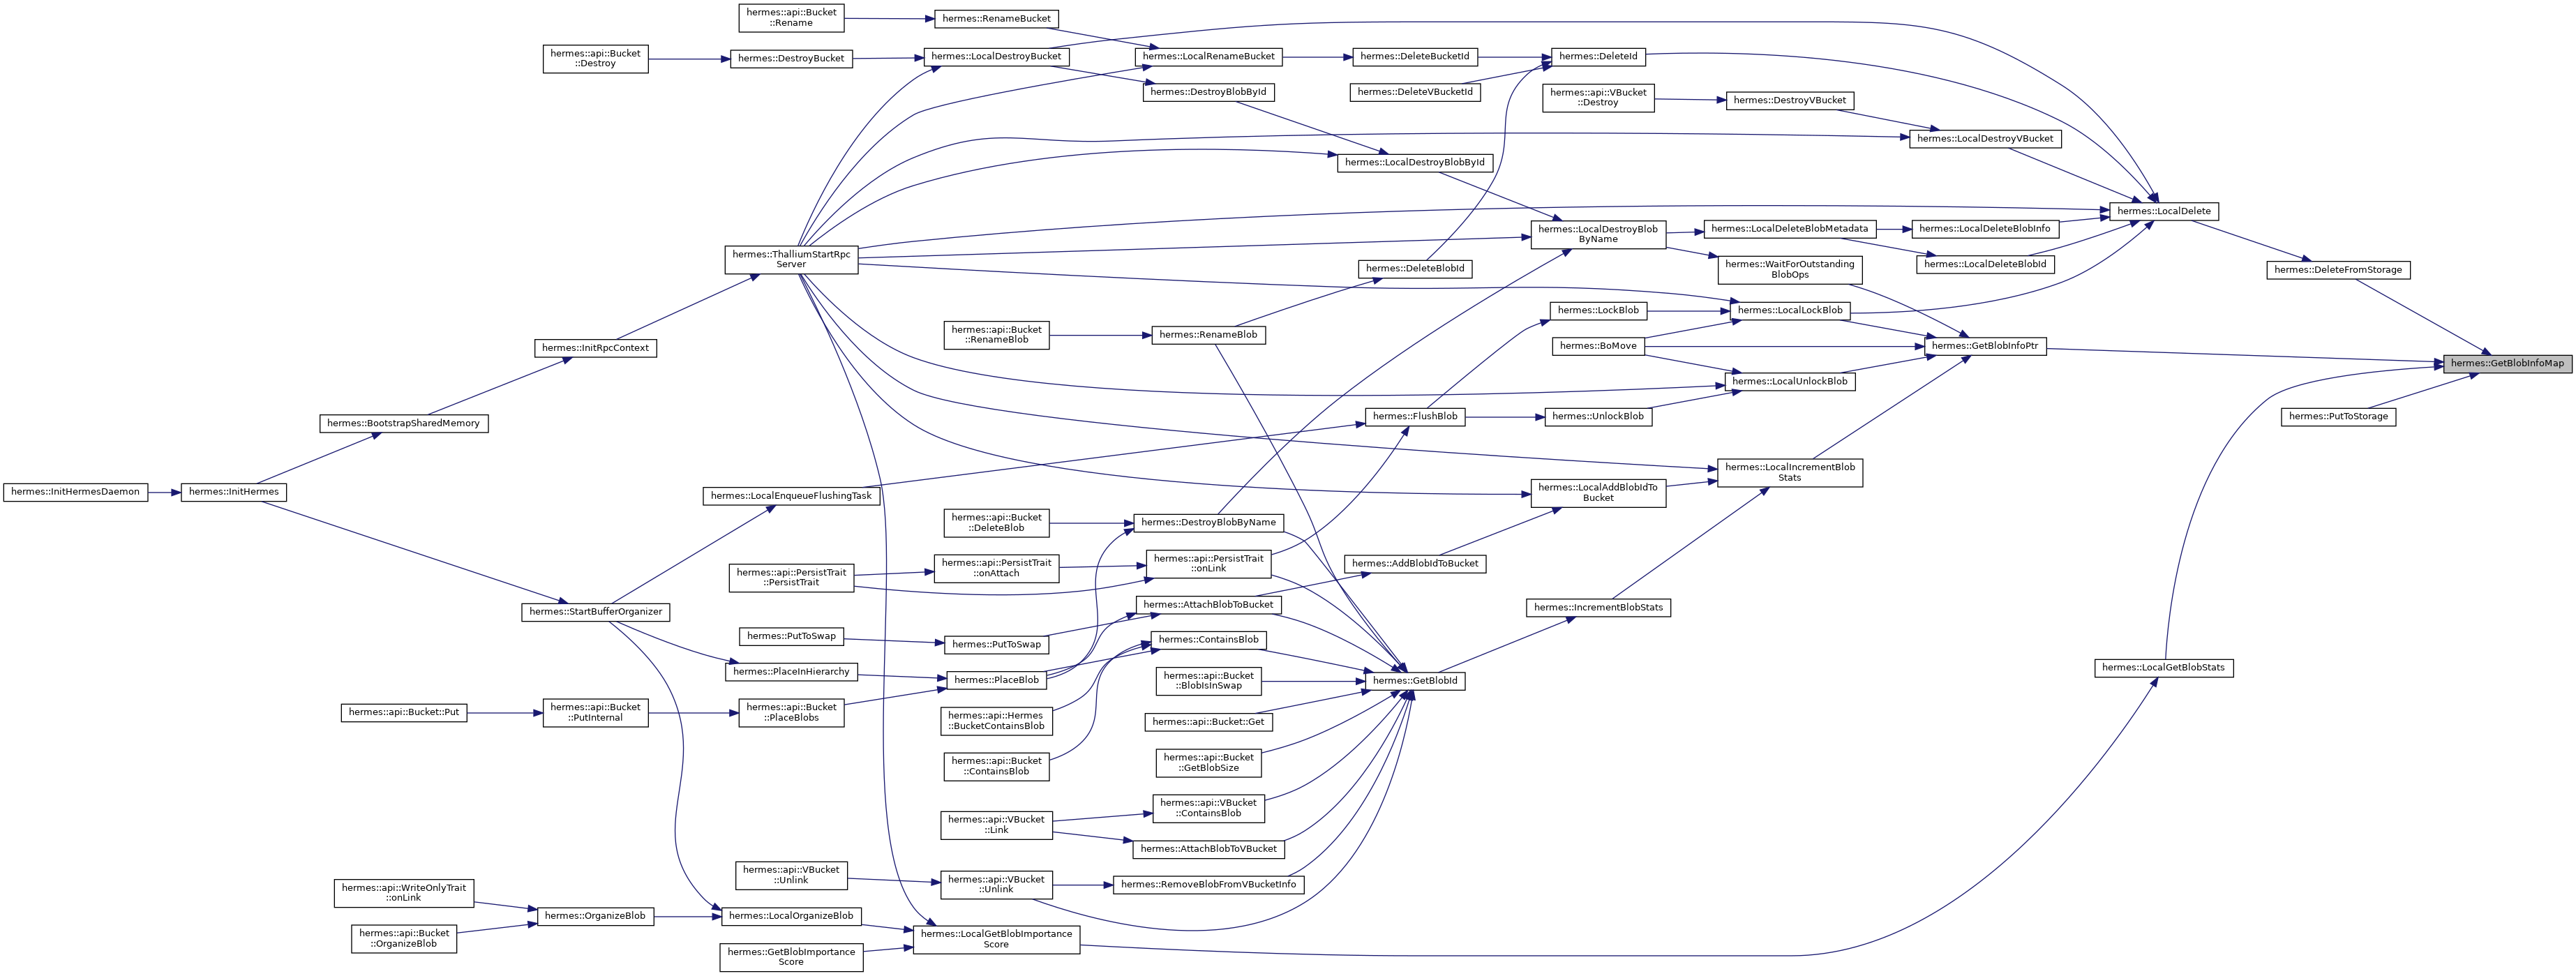 hermes::api::Bucket
::Rename
hermes::RenameBucket
hermes::api::Bucket
::Destroy
hermes::DestroyBucket
hermes::LocalDestroyBucket
hermes::LocalRenameBucket
hermes::DeleteBucketId
hermes::DeleteId
hermes::DestroyBlobById
hermes::DeleteVBucketId
hermes::api::VBucket
::Destroy
hermes::DestroyVBucket
hermes::LocalDestroyVBucket
hermes::LocalDestroyBlobById
hermes::LocalDelete
hermes::LocalDestroyBlob
ByName
hermes::LocalDeleteBlobMetadata
hermes::LocalDeleteBlobInfo
hermes::ThalliumStartRpc
Server
hermes::DeleteBlobId
hermes::WaitForOutstanding
BlobOps
hermes::LocalDeleteBlobId
hermes::DeleteFromStorage
hermes::LockBlob
hermes::LocalLockBlob
hermes::api::Bucket
::RenameBlob
hermes::RenameBlob
hermes::InitRpcContext
hermes::BoMove
hermes::GetBlobInfoPtr
hermes::GetBlobInfoMap
hermes::LocalUnlockBlob
hermes::BootstrapSharedMemory
hermes::FlushBlob
hermes::UnlockBlob
hermes::PutToStorage
hermes::LocalIncrementBlob
Stats
hermes::InitHermesDaemon
hermes::InitHermes
hermes::LocalEnqueueFlushingTask
hermes::LocalAddBlobIdTo
Bucket
hermes::api::Bucket
::DeleteBlob
hermes::DestroyBlobByName
hermes::api::PersistTrait
::PersistTrait
hermes::api::PersistTrait
::onAttach
hermes::api::PersistTrait
::onLink
hermes::AddBlobIdToBucket
hermes::StartBufferOrganizer
hermes::AttachBlobToBucket
hermes::IncrementBlobStats
hermes::PutToSwap
hermes::PutToSwap
hermes::ContainsBlob
hermes::PlaceInHierarchy
hermes::PlaceBlob
hermes::api::Bucket
::BlobIsInSwap
hermes::GetBlobId
hermes::LocalGetBlobStats
hermes::api::Bucket::Put
hermes::api::Bucket
::PutInternal
hermes::api::Bucket
::PlaceBlobs
hermes::api::Hermes
::BucketContainsBlob
hermes::api::Bucket::Get
hermes::api::Bucket
::ContainsBlob
hermes::api::Bucket
::GetBlobSize
hermes::api::VBucket
::Link
hermes::api::VBucket
::ContainsBlob
hermes::AttachBlobToVBucket
hermes::api::VBucket
::Unlink
hermes::api::VBucket
::Unlink
hermes::RemoveBlobFromVBucketInfo
hermes::api::WriteOnlyTrait
::onLink
hermes::api::Bucket
::OrganizeBlob
hermes::OrganizeBlob
hermes::LocalOrganizeBlob
hermes::GetBlobImportance
Score
hermes::LocalGetBlobImportance
Score